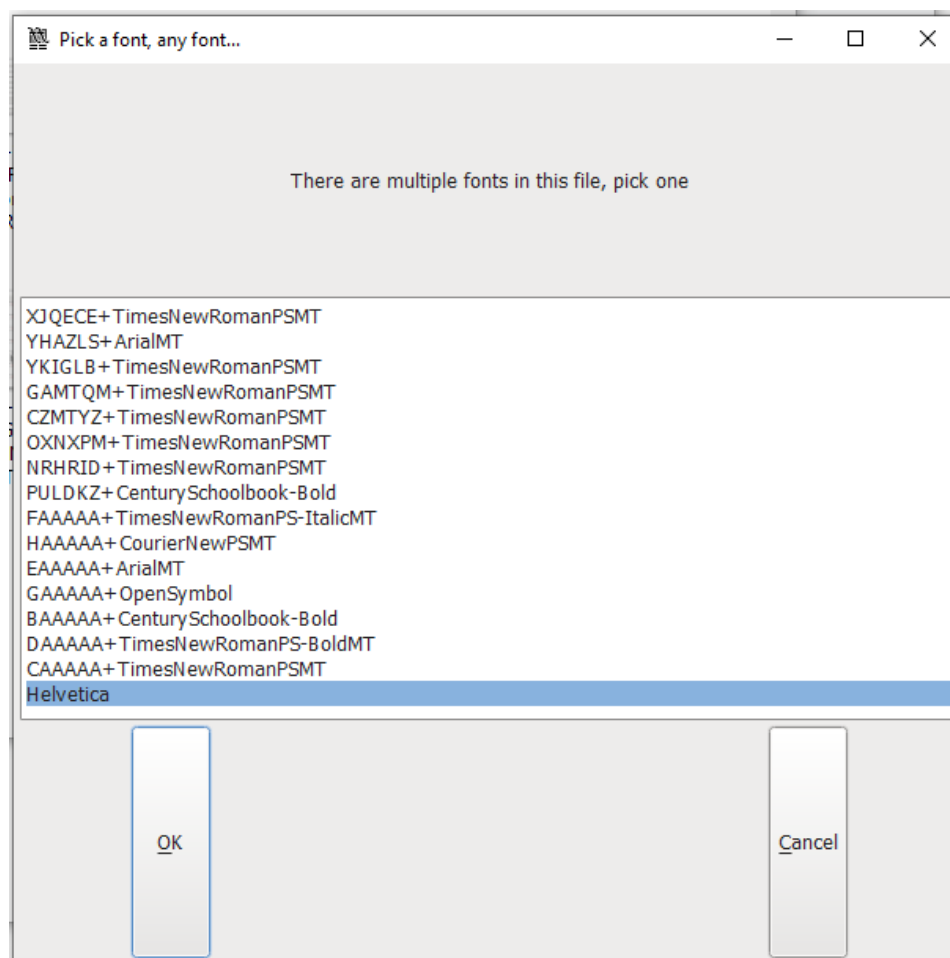 Pick a font, any font...
There are multiple fonts in this file, pick one
XJQECE+TimesNewRomanPSMT
YHAZLS+ArialMT
YKIGLB+TimesNewRomanPSMT
GAMTQM+TimesNewRomanPSMT
CZMTYZ+TimesNewRomanPSMT
OXNXPM+TimesNewRomanPSMT
NRHRID+TimesNewRomanPSMT
PULDKZ+CenturySchoolbook-Bold
FAAAAA+TimesNewRomanPS-ItalicMT
HAAAAA+CourierNewPSMT
EAAAAA+ArialMT
GAAAAA+OpenSymbol
BAAAAA+CenturySchoolbook-Bold
DAAAAA+TimesNewRomanPS-BoldMT
CAAAAA+TimesNewRomanPSMT
Helvetica
OK
Cancel